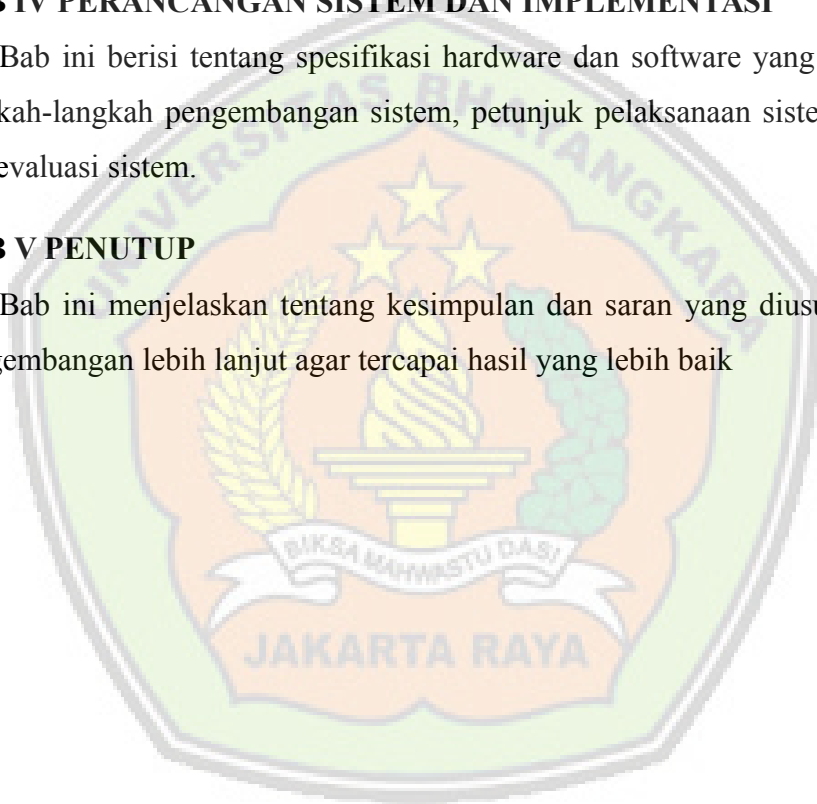 B IV PERANCANGAN SISTEM DAN IMPLEMENTASI
Bab ini berisi tentang spesifikasi hardware dan software yang
kah-langkah pengembangan sistem, petunjuk pelaksanaan siste
evaluasi sistem.
B V PENUTUP
Bab ini menjelaskan tentang kesimpulan dan saran yang diusu
gembangan lebih lanjut agar tercapai hasil yang lebih baik
UNIVERSITAS BHAYANGKARA
BIKSA MAHWASTU DASI
JAKARTA RAYA